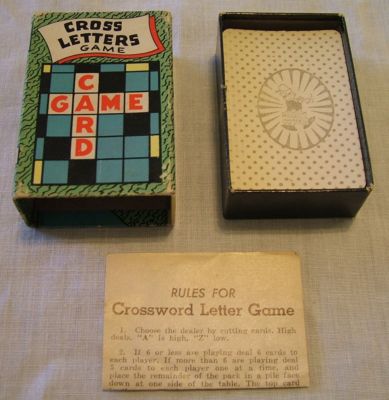 CROSS
LETTERS
GAME
CARD
GAME
RULES FOR
Crossword Letter Game
1. Choose the dealer by cutting cards. High
deals. "A" is high, "Z" low.
2. If 6 or less are playing deal 6 cards to
each player. If more than 6 are playing deal
5 cards to each player one at a time, and
place the remainder of the pack in a pile face
down at one side of the table. The top card